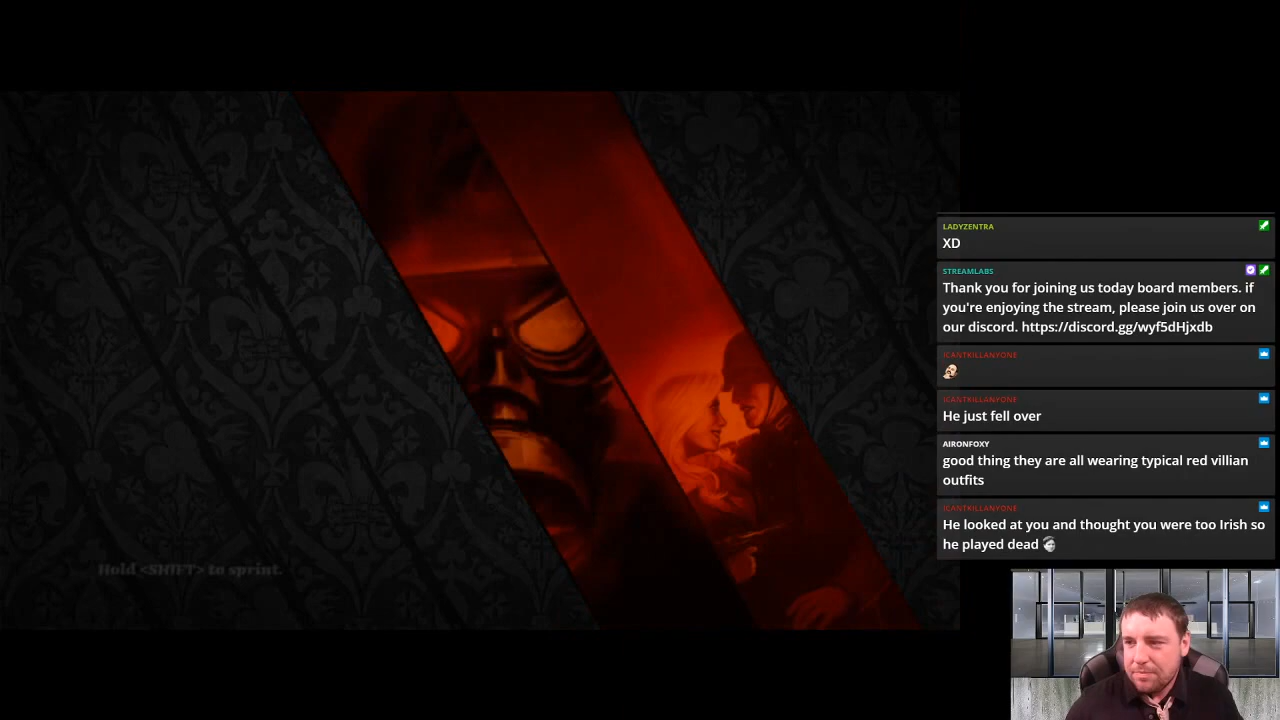 LADYZENTRA
XD
STREAMLABS
Thank you for joining us today board members. if
you're enjoying the stream, please join us over on
our discord. https://discord.gg/wyf5dHjxdb
ICANTKILLANYONE
ICANTKILLANYONE
He just fell over
AIRONFOXY
good thing they are all wearing typical red villian
outfits
ICANTKILLANYONE
He looked at you and thought you were too Irish so
he played dead
Hold <SHIFT> to sprint.